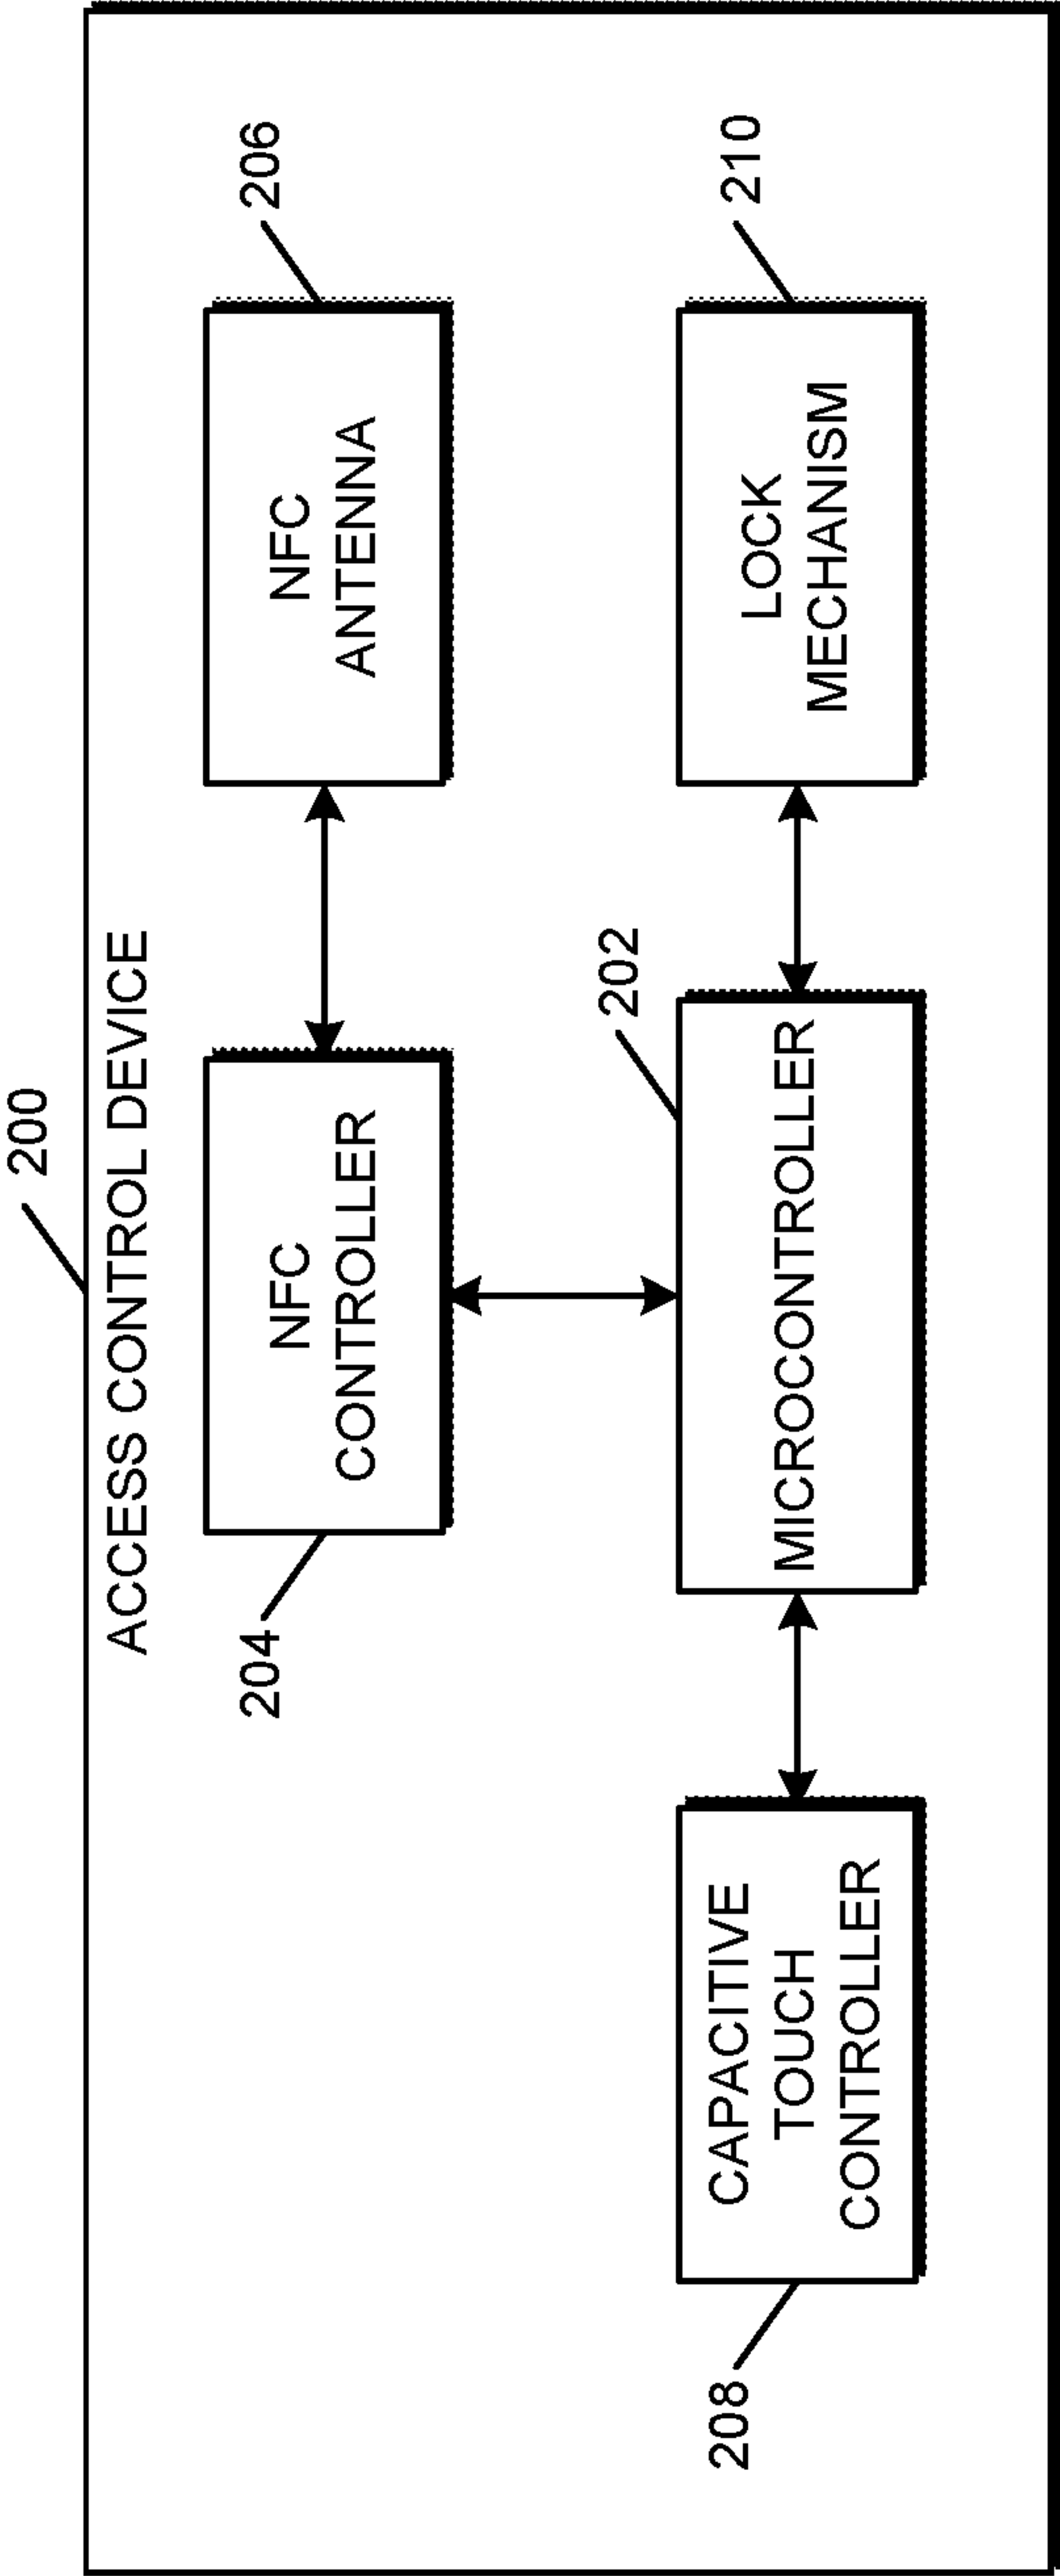 200
ACCESS CONTROL DEVICE
204
NFC
CONTROLLER
NFC
ANTENNA
206
208
CAPACITIVE
TOUCH
CONTROLLER
202
MICROCONTROLLER
LOCK
MECHANISM
210